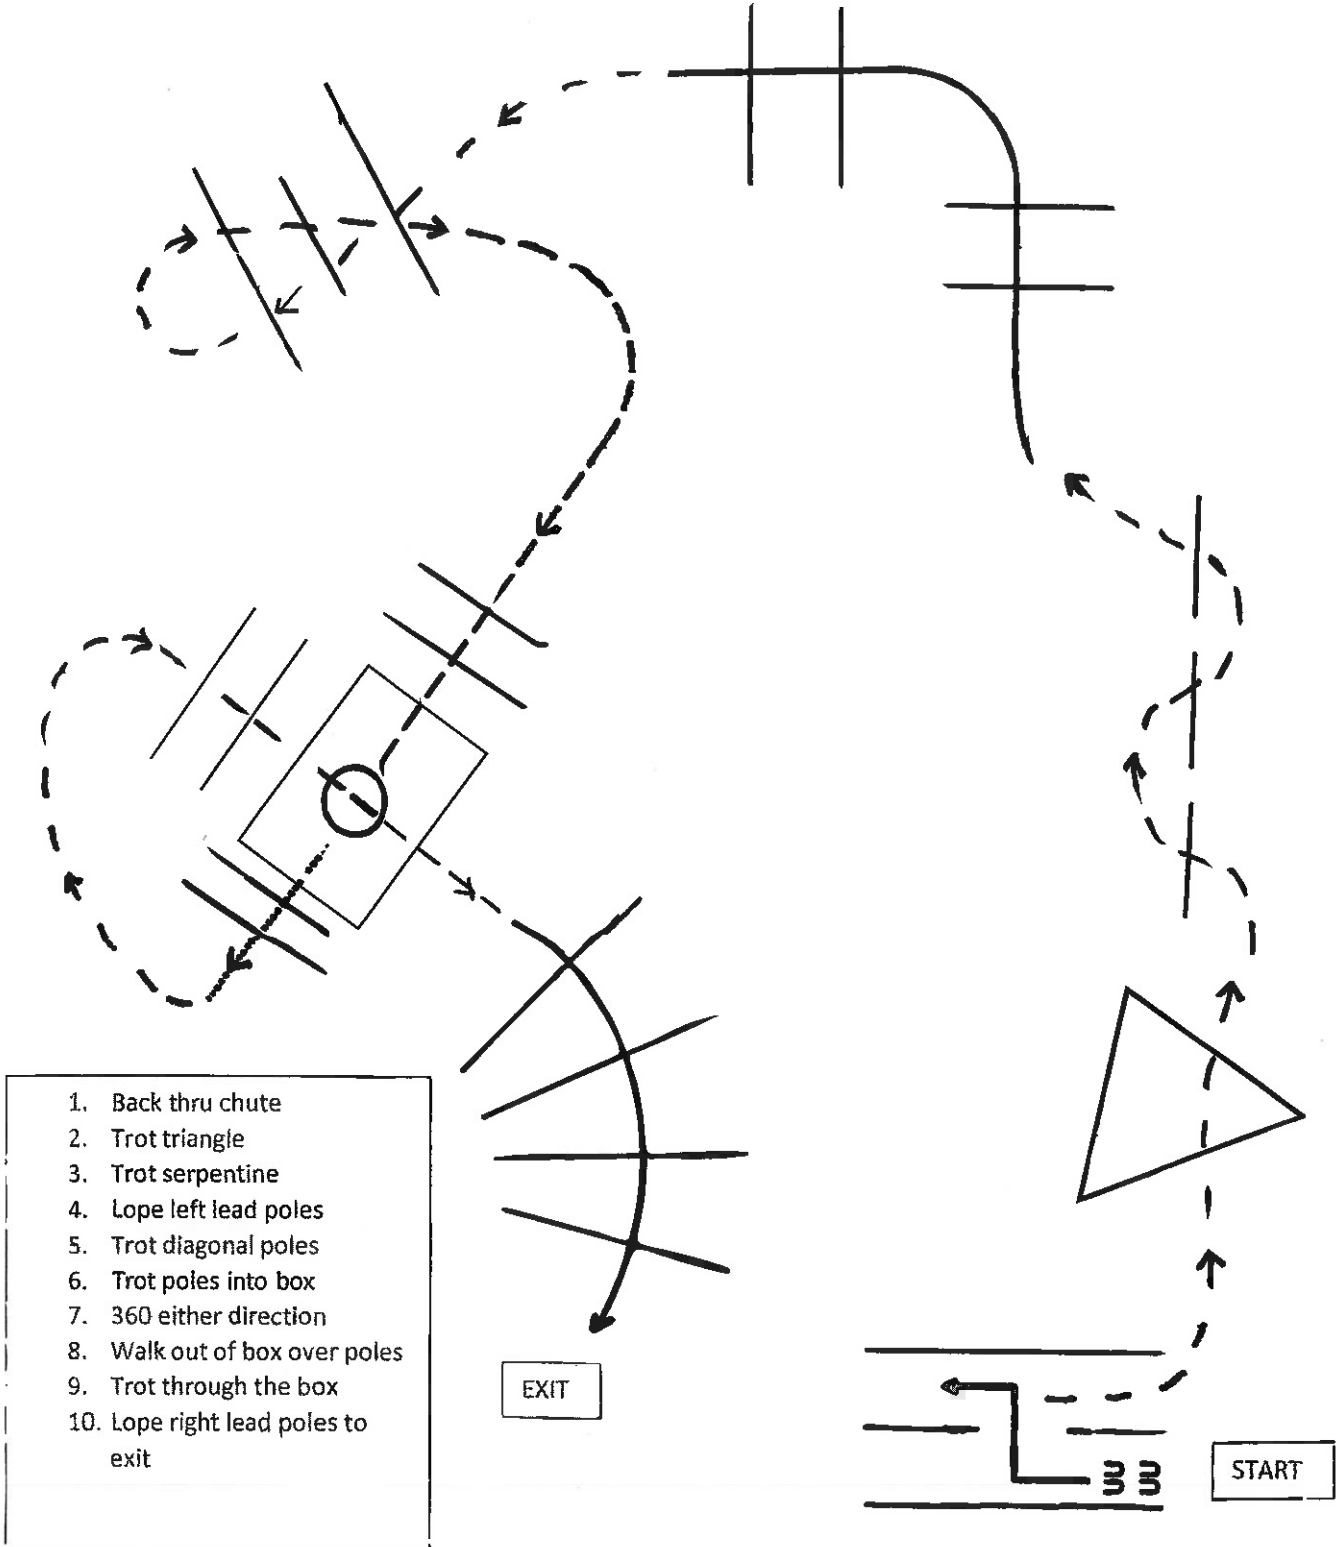 1. Back thru chute
2. Trot triangle
3. Trot serpentine
4. Lope left lead poles
5. Trot diagonal poles
6. Trot poles into box
7. 360 either direction
8. Walk out of box over poles
9. Trot through the box
10. Lope right lead poles to
exit
EXIT
START